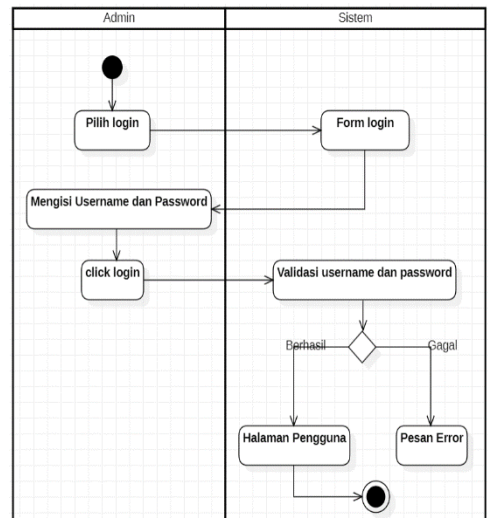 Admin
Sistem
Pilih login
Form login
Mengisi Username dan Password
click login
Validasi username dan password
Berhasil
Gagal
Halaman Pengguna
Pesan Error